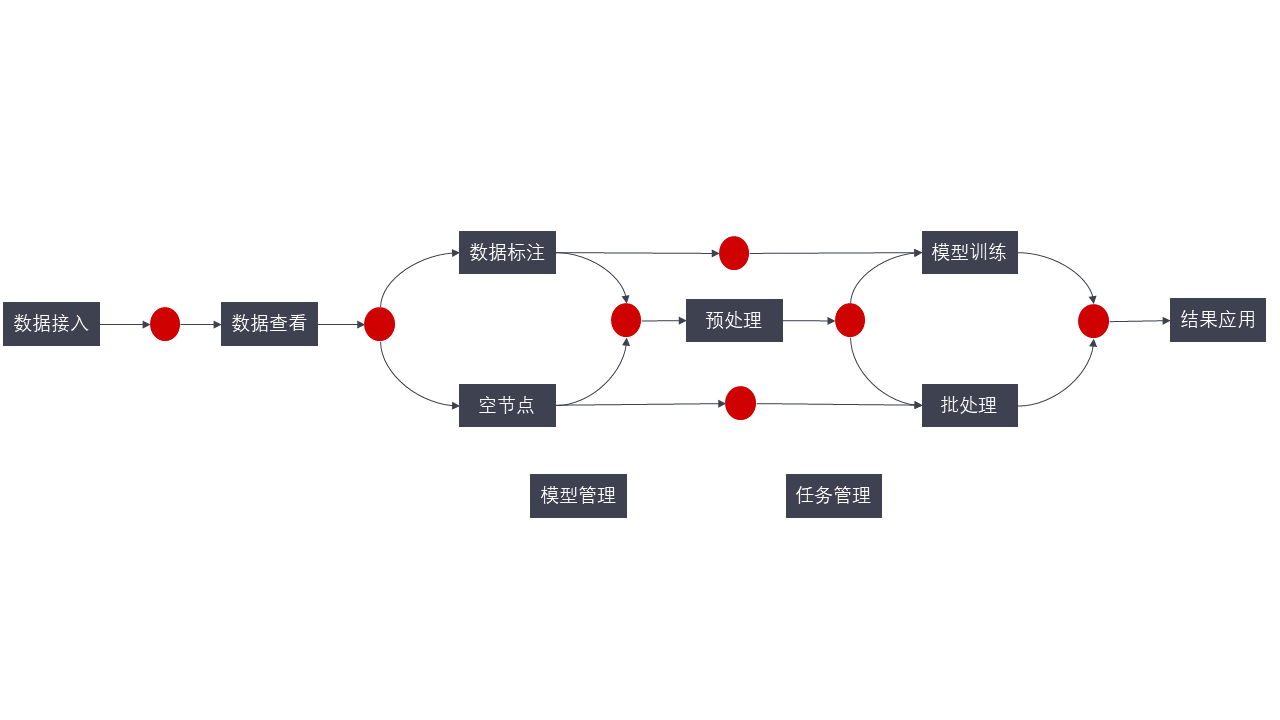 数据接入
数据查看
数据标注
空节点
预处理
模型训练
批处理
结果应用
模型管理
任务管理